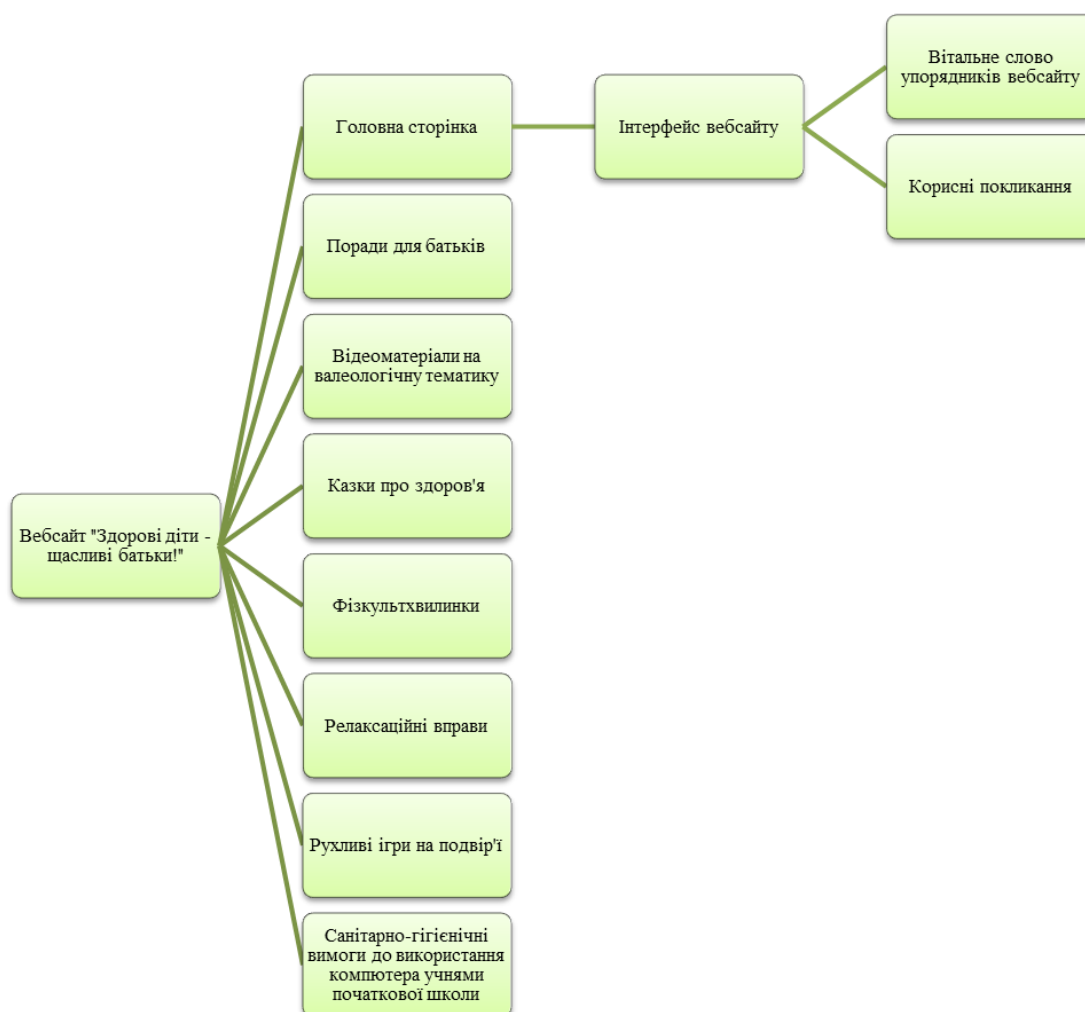 Вебсайт "Здорові діти -
щасливі батьки!"
Головна сторінка
Інтерфейс вебсайту
Вітальне слово
упорядників вебсайту
Корисні покликання
Поради для батьків
Відеоматеріали на
валеологічну тематику
Казки про здоров'я
Фізкультхвилинки
Релаксаційні вправи
Рухливі ігри на подвір'ї
Санітарно-гігієнічні
вимоги до використання
компютера учнями
початкової школи